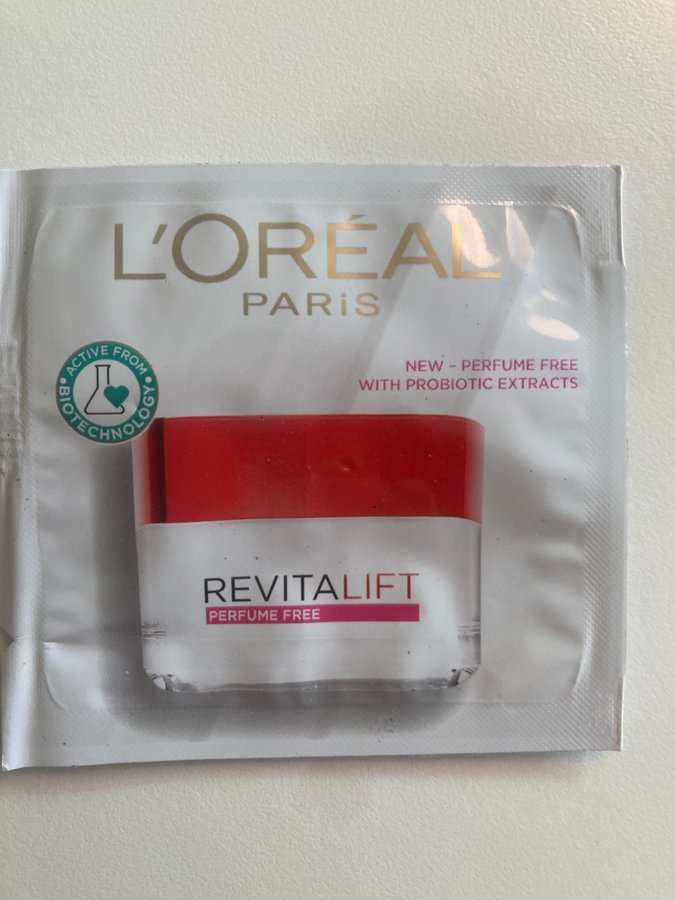 L'ORÉAL
PARiS
ACTIVE FROM
• BIOTECHNOLOGY •
NEW – PERFUME FREE
WITH PROBIOTIC EXTRACTS
REVITALIFT
PERFUME FREE